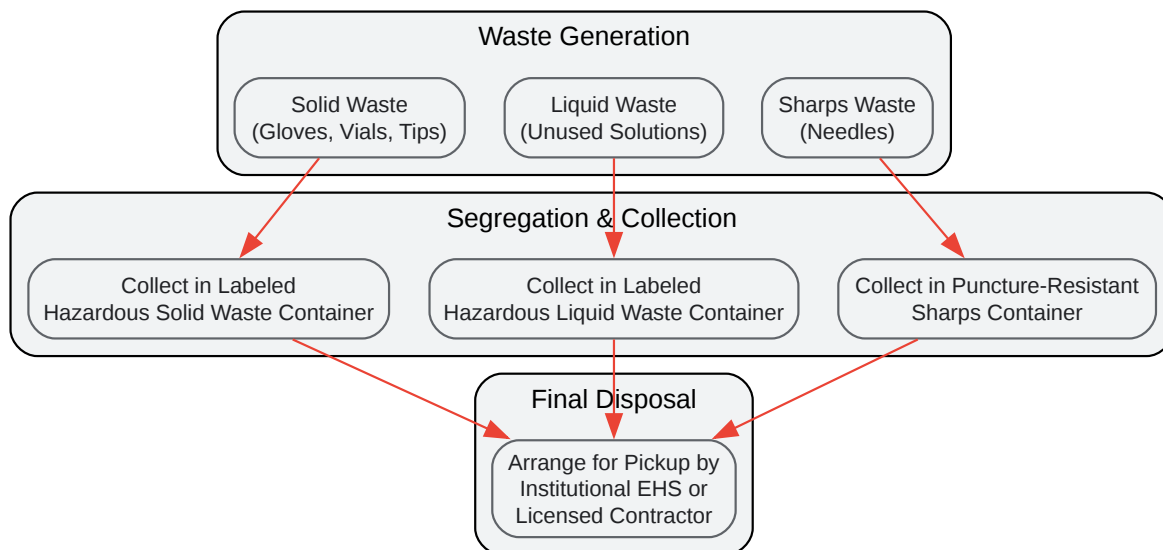 Waste Generation
Solid Waste
(Gloves, Vials, Tips)
Liquid Waste
(Unused Solutions)
Sharps Waste
(Needles)
Segregation & Collection
Collect in Labeled
Hazardous Solid Waste Container
Collect in Labeled
Hazardous Liquid Waste Container
Collect in Puncture-Resistant
Sharps Container
Final Disposal
Arrange for Pickup by
Institutional EHS or
Licensed Contractor